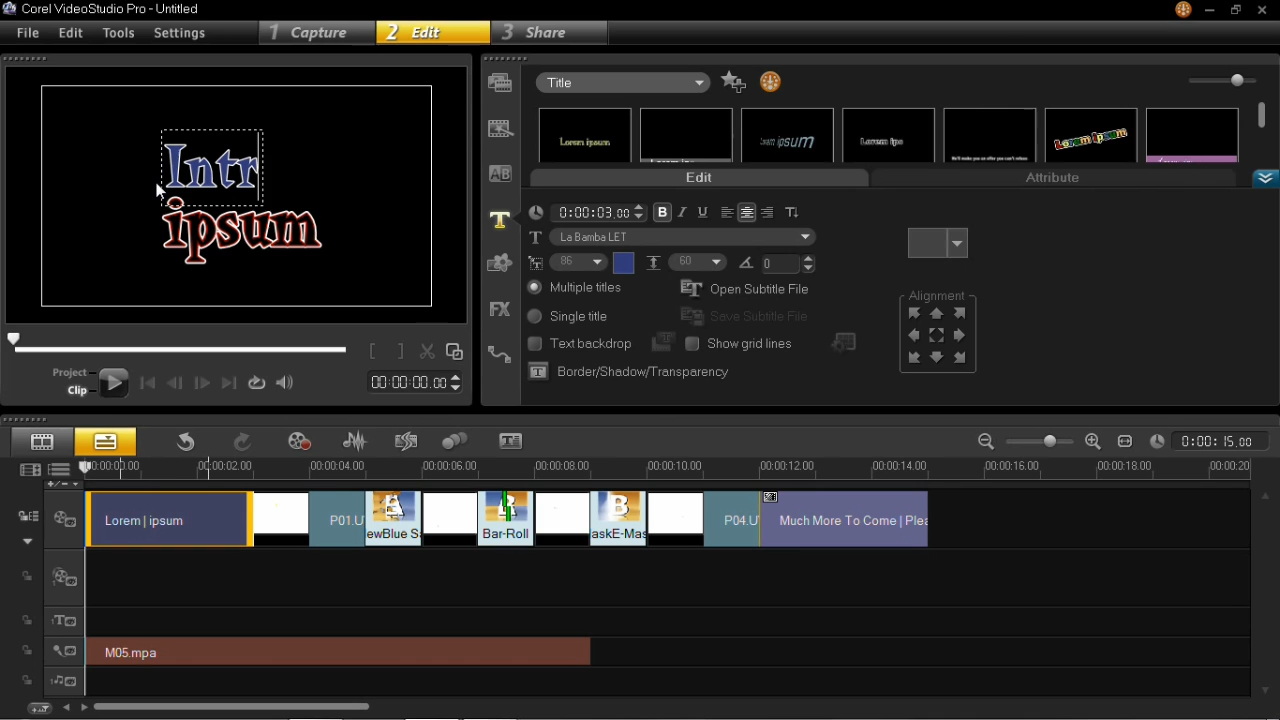 Corel VideoStudio Pro - Untitled
File Edit Tools Settings 1 Capture 2 Edit 3 Share
Intr
ipsum
Title
Lorem ipsum
Lorem ipsum
Edit Attribute
0:00:03.00 B I U
La Bamba LET
86 60 0
Multiple titles Open Subtitle File
Single title Save Subtitle File
Text backdrop Show grid lines
Border/Shadow/Transparency
Alignment
Project
Clip
00:00:00.00
0:00:15.00
0:00:00.00 00:00:02.00 00:00:04.00 00:00:06.00 00:00:08.00 00:00:10.00 00:00:12.00 00:00:14.00 00:00:16.00 00:00:18.00 00:00:20
Lorem | ipsum P01.U ewBlue S Bar-Roll askE-Mas P04.U Much More To Come | Plea
M05.mpa